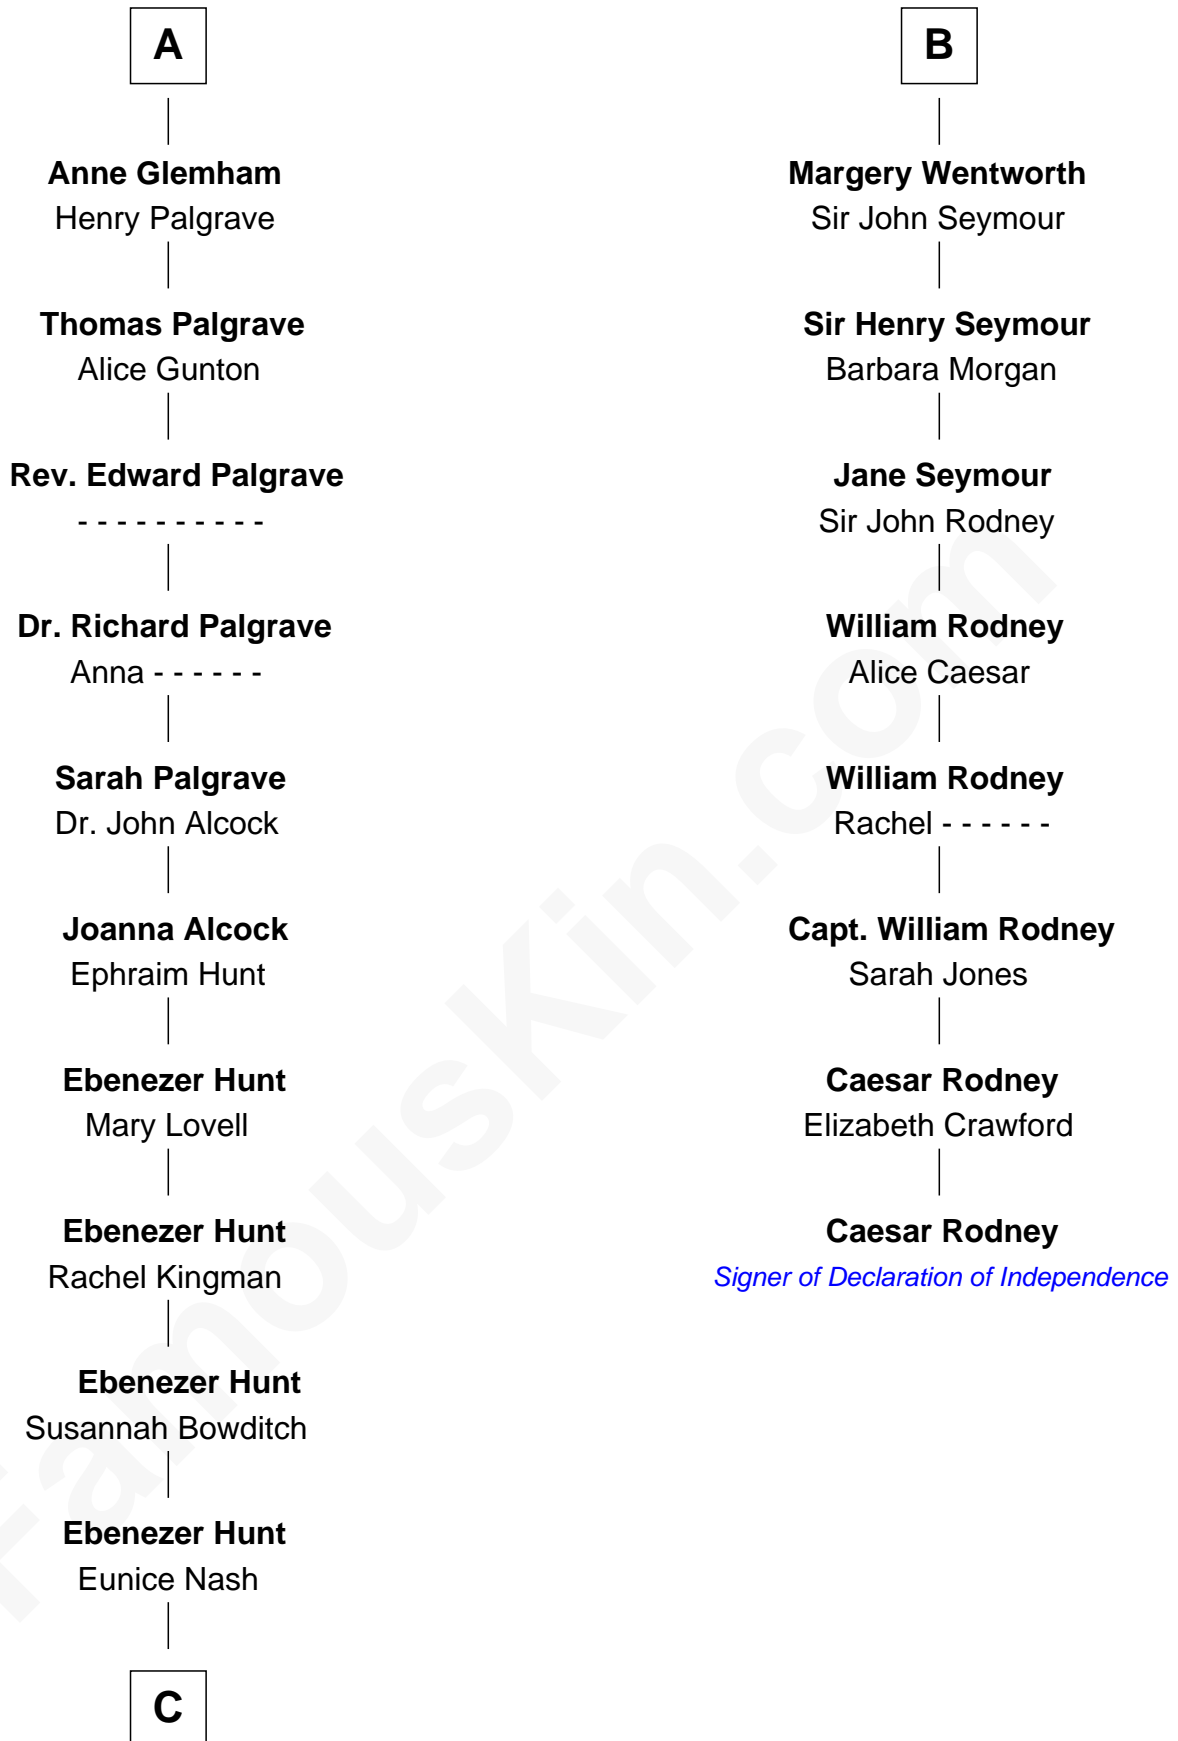 A
Anne Glemham
Henry Palgrave
Thomas Palgrave
Alice Gunton
Rev. Edward Palgrave
- - - - - - - - - -
Dr. Richard Palgrave
Anna - - - - - -
Sarah Palgrave
Dr. John Alcock
Joanna Alcock
Ephraim Hunt
Ebenezer Hunt
Mary Lovell
Ebenezer Hunt
Rachel Kingman
Ebenezer Hunt
Susannah Bowditch
Ebenezer Hunt
Eunice Nash
C
B
Margery Wentworth
Sir John Seymour
Sir Henry Seymour
Barbara Morgan
Jane Seymour
Sir John Rodney
William Rodney
Alice Caesar
William Rodney
Rachel - - - - - -
Capt. William Rodney
Sarah Jones
Caesar Rodney
Elizabeth Crawford
Caesar Rodney
Signer of Declaration of Independence
FamousKin.com